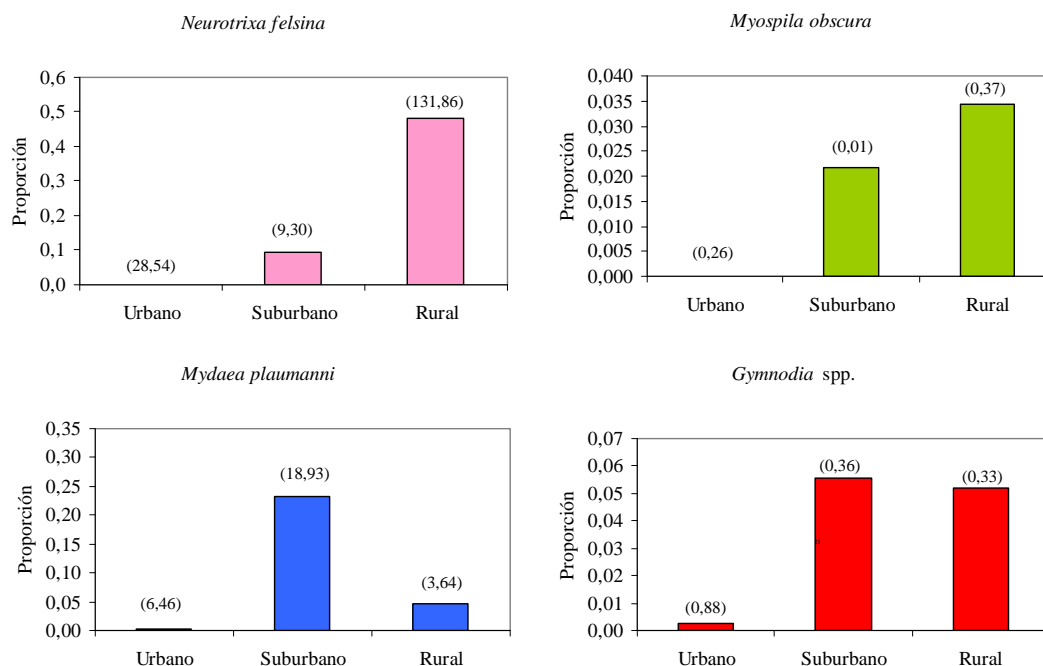 Neurotrixa felsina
Proporción
0,6
0,5
0,4
0,3
0,2
0,1
0,0
(28,54)
(9,30)
(131,86)
Urbano
Suburbano
Rural
Myospila obscura
Proporción
0,040
0,035
0,030
0,025
0,020
0,015
0,010
0,005
0,000
(0,26)
(0,01)
(0,37)
Urbano
Suburbano
Rural
Mydaea plaumanni
Proporción
0,35
0,30
0,25
0,20
0,15
0,10
0,05
0,00
(6,46)
(18,93)
(3,64)
Urbano
Suburbano
Rural
Gymnodia spp.
Proporción
0,07
0,06
0,05
0,04
0,03
0,02
0,01
0,00
(0,88)
(0,36)
(0,33)
Urbano
Suburbano
Rural